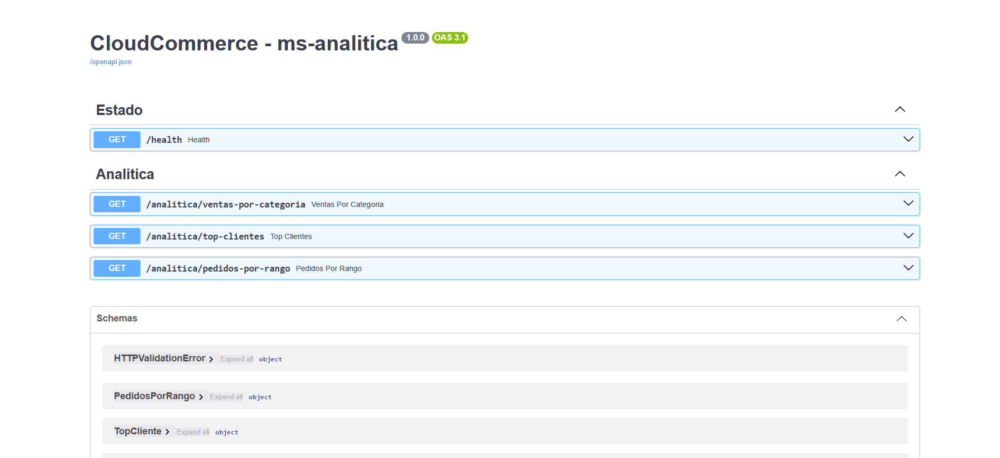 CloudCommerce - ms-analitica 1.0.0 OAS 3.1
/openapi.json
Estado
GET /health Health
Analitica
GET /analitica/ventas-por-categoria Ventas Por Categoria
GET /analitica/top-clientes Top Clientes
GET /analitica/pedidos-por-rango Pedidos Por Rango
Schemas
HTTPValidationError Expand all object
PedidosPorRango Expand all object
TopCliente Expand all object